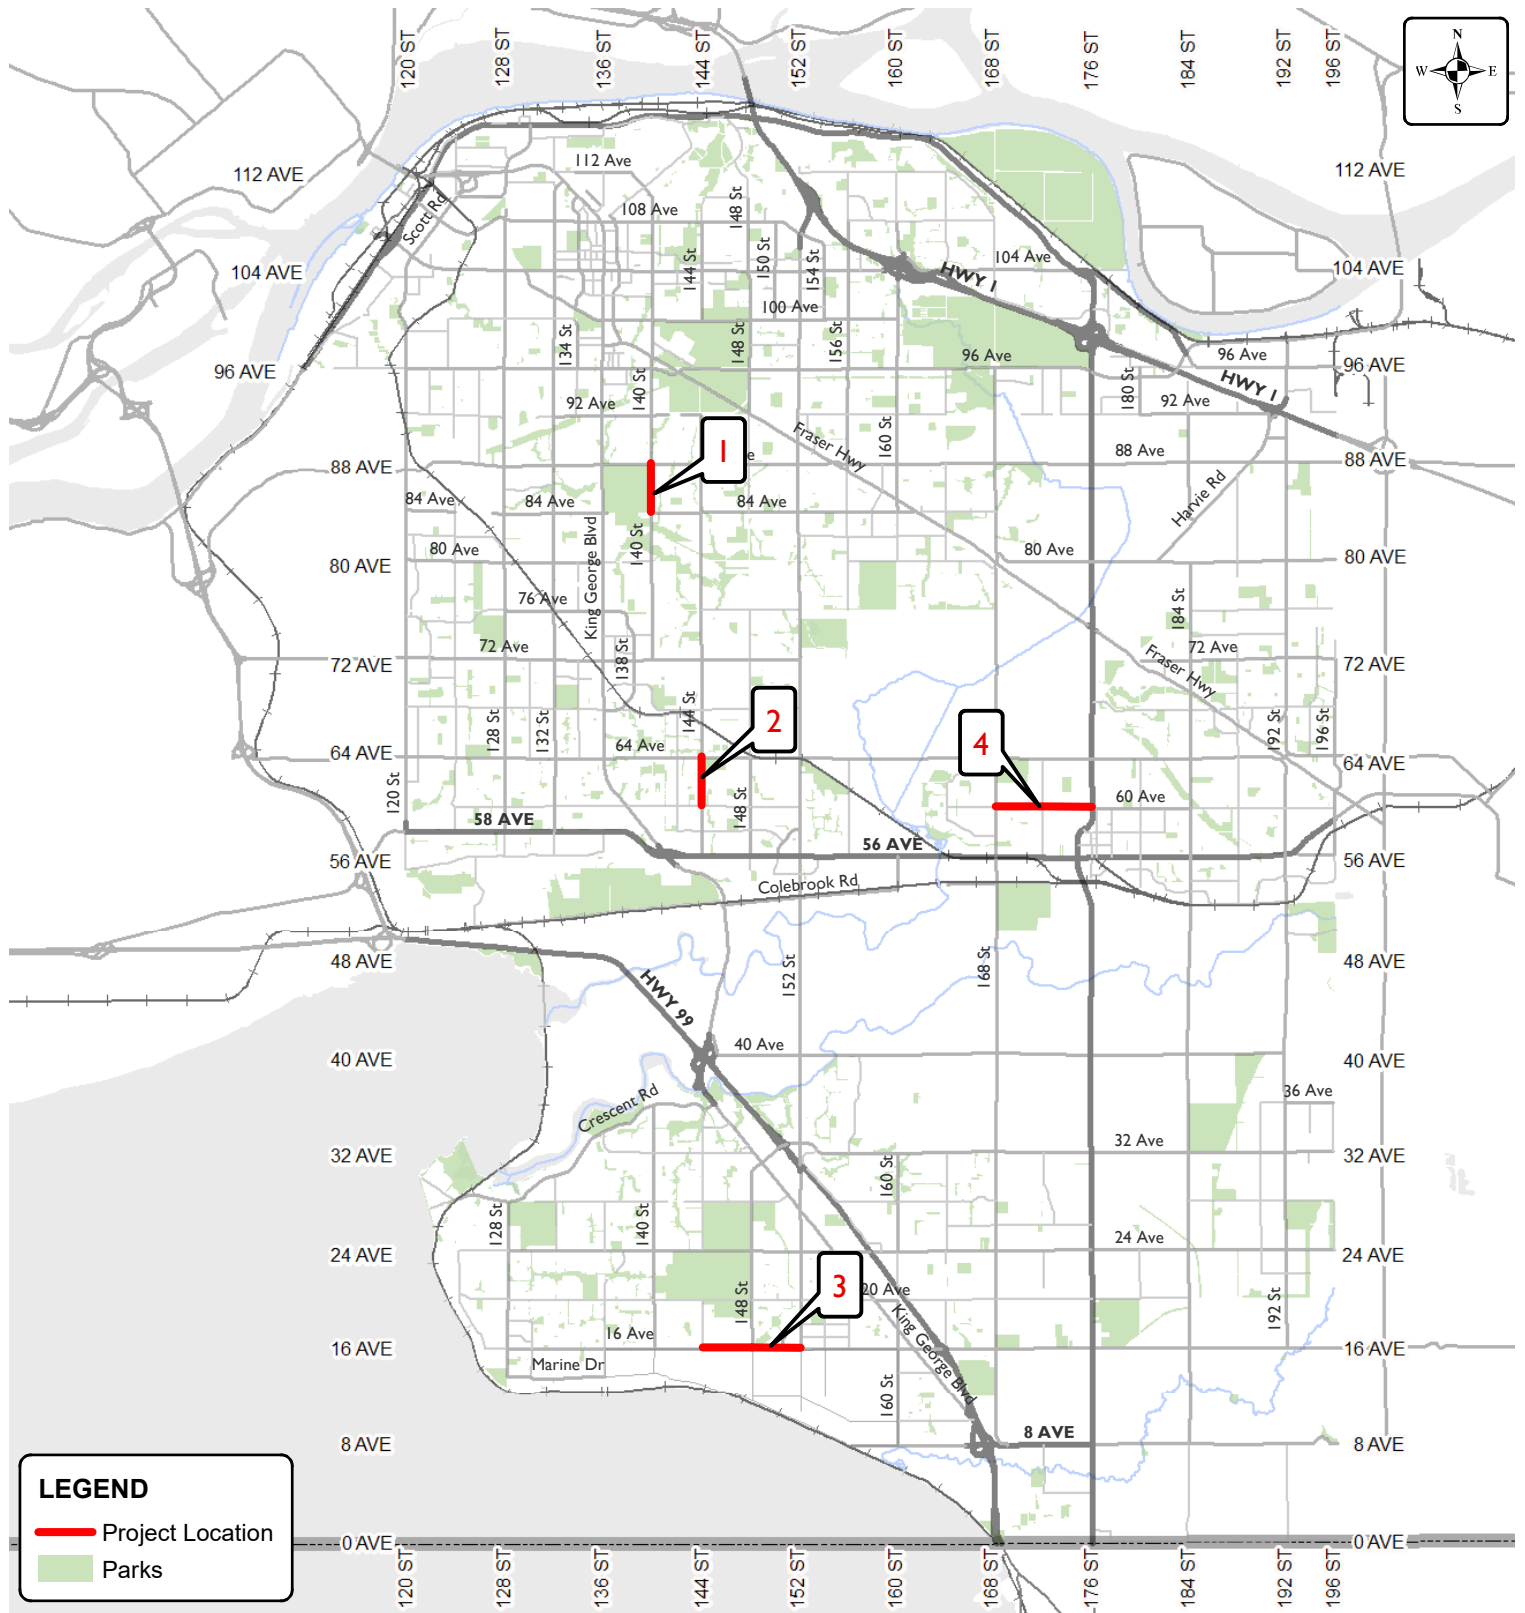 120 ST
128 ST
136 ST
144 ST
152 ST
160 ST
168 ST
176 ST
184 ST
192 ST
196 ST
N
W
E
S
112 AVE
112 Ave
112 AVE
Scott Rd
108 Ave
148 St
104 AVE
144 St
150 St
154 St
HWY 1
104 Ave
104 AVE
100 Ave
134 St
148 St
156 St
96 Ave
96 Ave
96 AVE
96 AVE
140 St
180 St
HWY 1
92 Ave
92 Ave
Fraser Hwy
160 St
1
e
88 AVE
88 Ave
88 AVE
84 Ave
84 Ave
84 Ave
Harvie Rd
King George Blvd
140 St
80 Ave
80 Ave
80 AVE
80 AVE
76 Ave
184 St
72 Ave
138 St
72 Ave
72 AVE
Fraser Hwy
72 AVE
128 St
132 St
144 St
2
4
192 St
196 St
64 AVE
64 Ave
64 AVE
120 St
148 St
60 Ave
58 AVE
56 AVE
56 AVE
56 AVE
Colebrook Rd
48 AVE
HWY 99
152 St
168 St
48 AVE
40 AVE
40 Ave
40 AVE
Crescent Rd
36 Ave
32 AVE
32 Ave
32 AVE
160 St
128 St
140 St
24 AVE
24 Ave
24 AVE
148 St
3
20 Ave
King George Blvd
192 St
16 AVE
16 Ave
16 AVE
Marine Dr
160 St
8 AVE
8 AVE
8 AVE
LEGEND
Project Location
Parks
0 AVE
0 AVE
120 ST
128 ST
136 ST
144 ST
152 ST
160 ST
168 ST
176 ST
184 ST
192 ST
196 ST